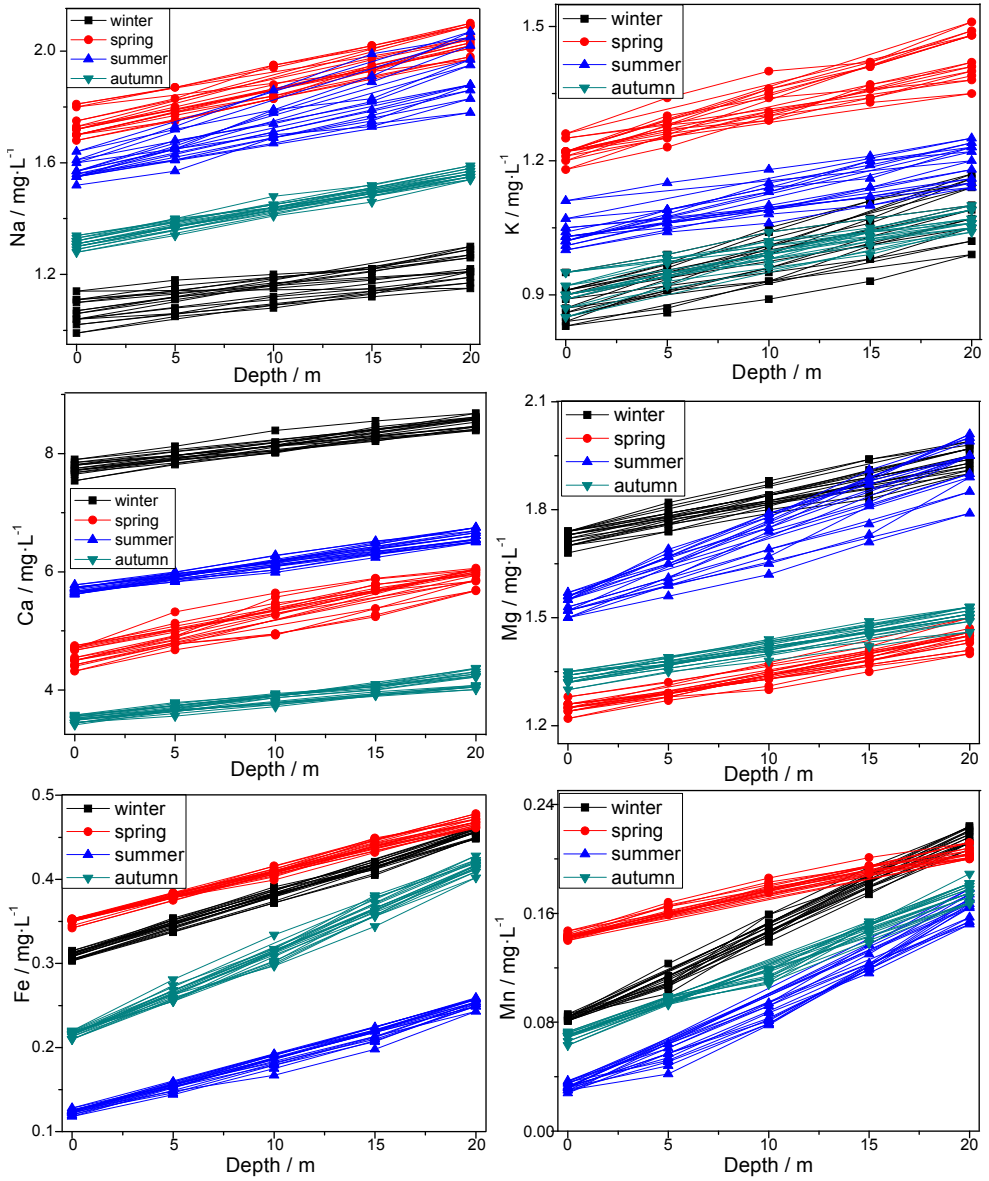 Na / mg·L⁻¹
2.0
1.6
1.2
winter
spring
summer
autumn
0 5 10 15 20
Depth / m
K / mg·L⁻¹
1.5
1.2
0.9
winter
spring
summer
autumn
0 5 10 15 20
Depth / m
Ca / mg·L⁻¹
8
6
4
winter
spring
summer
autumn
0 5 10 15 20
Depth / m
Mg / mg·L⁻¹
2.1
1.8
1.5
1.2
winter
spring
summer
autumn
0 5 10 15 20
Depth / m
Fe / mg·L⁻¹
0.5
0.4
0.3
0.2
0.1
winter
spring
summer
autumn
0 5 10 15 20
Depth / m
Mn / mg·L⁻¹
0.24
0.16
0.08
0.00
winter
spring
summer
autumn
0 5 10 15 20
Depth / m